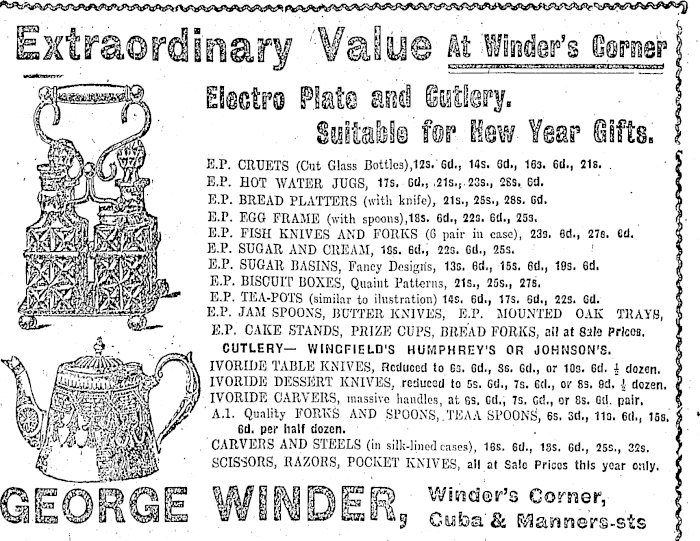 Extraordinary Value At Winder's Corner
Electro Plate and Cutlery.
Suitable for New Year Gifts.
E.P. CRUETS (Cut Glass Bottles), 12s. 6d., 14s. 6d., 16s. 6d., 21s.
E.P. HOT WATER JUGS, 17s. 6d., 21s., 23s., 28s. 6d.
E.P. BREAD PLATTERS (with knife), 21s., 25s., 28s. 6d.
E.P. EGG FRAME (with spoons), 18s. 6d., 22s. 6d., 25s.
E.P. FISH KNIVES AND FORKS (6 pair in case), 23s. 6d., 27s. 6d.
E.P. SUGAR AND CREAM, 18s. 6d., 22s. 6d., 25s.
E.P. SUGAR BASINS, Fancy Designs, 13s. 6d., 15s. 6d., 19s. 6d.
E.P. BISCUIT BOXES, Quaint Patterns, 21s., 25s., 27s.
E.P. TEA-POTS (similar to ilustration) 14s. 6d., 17s. 6d., 22s. 6d.
E.P. JAM SPOONS, BUTTER KNIVES, E.P. MOUNTED OAK TRAYS,
E.P. CAKE STANDS, PRIZE CUPS, BREAD FORKS, all at Sale Prices.
CUTLERY— WINGFIELD'S HUMPHREY'S OR JOHNSON'S.
IVORIDE TABLE KNIVES, Reduced to 6s. 6d., 8s. 6d., or 10s. 6d. ½ dozen.
IVORIDE DESSERT KNIVES, reduced to 5s. 6d., 7s. 6d., or 8s. 9d. ½ dozen.
IVORIDE CARVERS, massive handles, at 6s. 6d., 7s. 6d., or 8s. 6d. pair.
A.1. Quality FORKS AND SPOONS, TEAA SPOONS, 6s. 3d., 11s. 6d., 15s.
6d. per half dozen.
CARVERS AND STEELS (in silk-lined cases), 16s. 6d., 18s. 6d., 25s., 32s.
SCISSORS, RAZORS, POCKET KNIVES, all at Sale Prices this year only.
GEORGE WINDER, Winder's Corner,
Cuba & Manners-sts